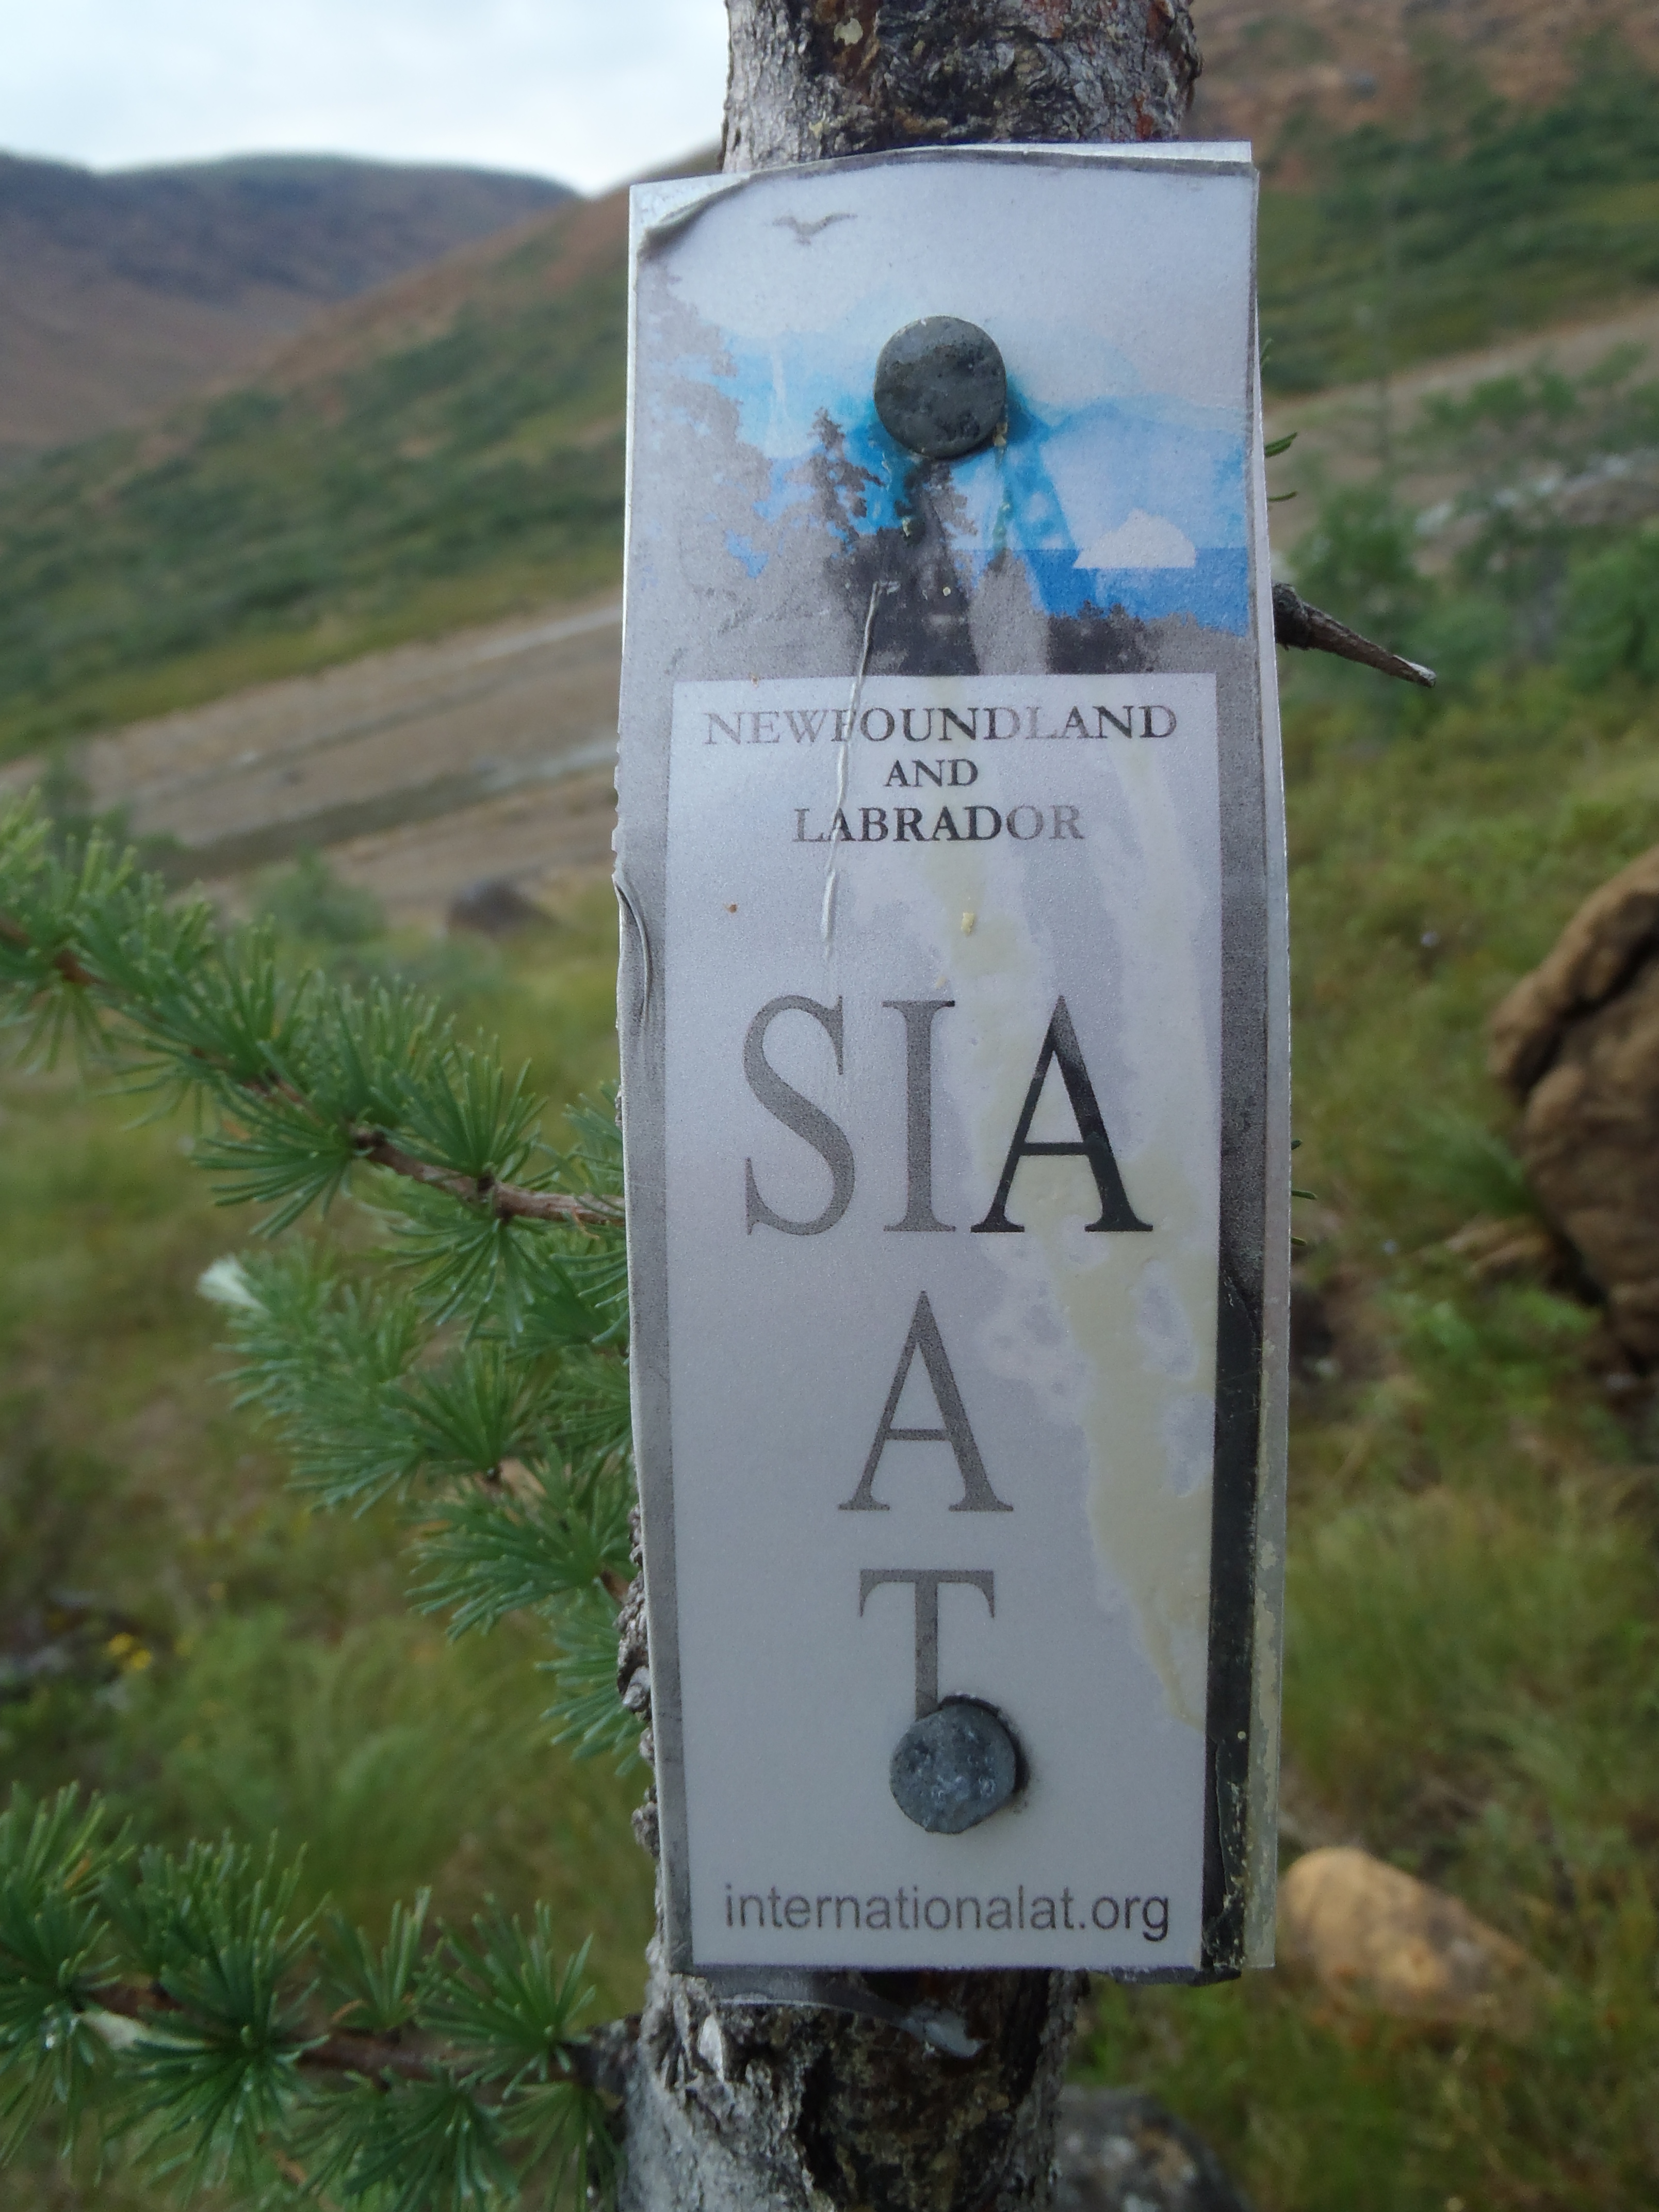 NEWFOUNDLAND
AND
LABRADOR
SIA
A
T
internationalat.org